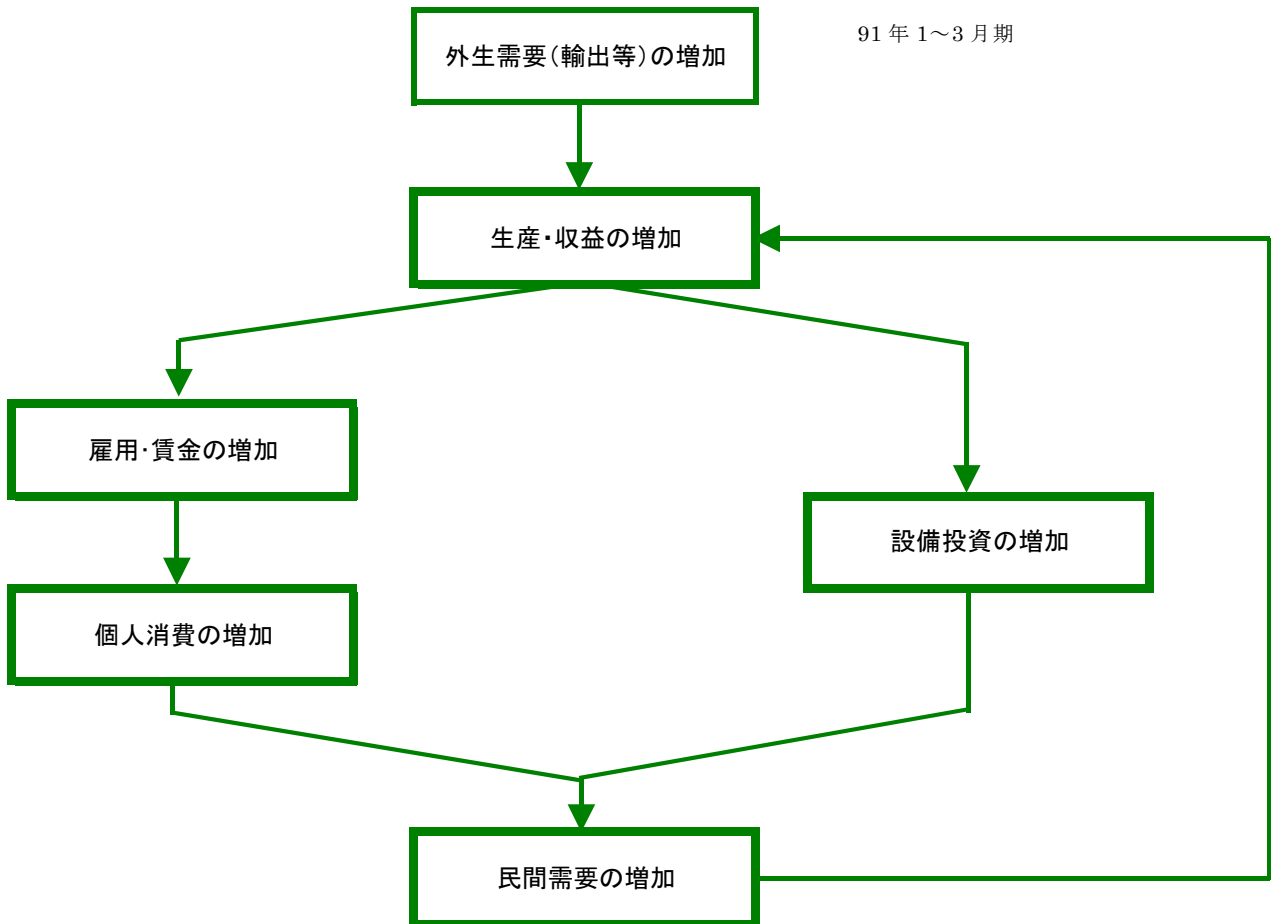 91 年 1～3 月期
外生需要(輸出等)の増加
生産・収益の増加
雇用・賃金の増加
設備投資の増加
個人消費の増加
民間需要の増加